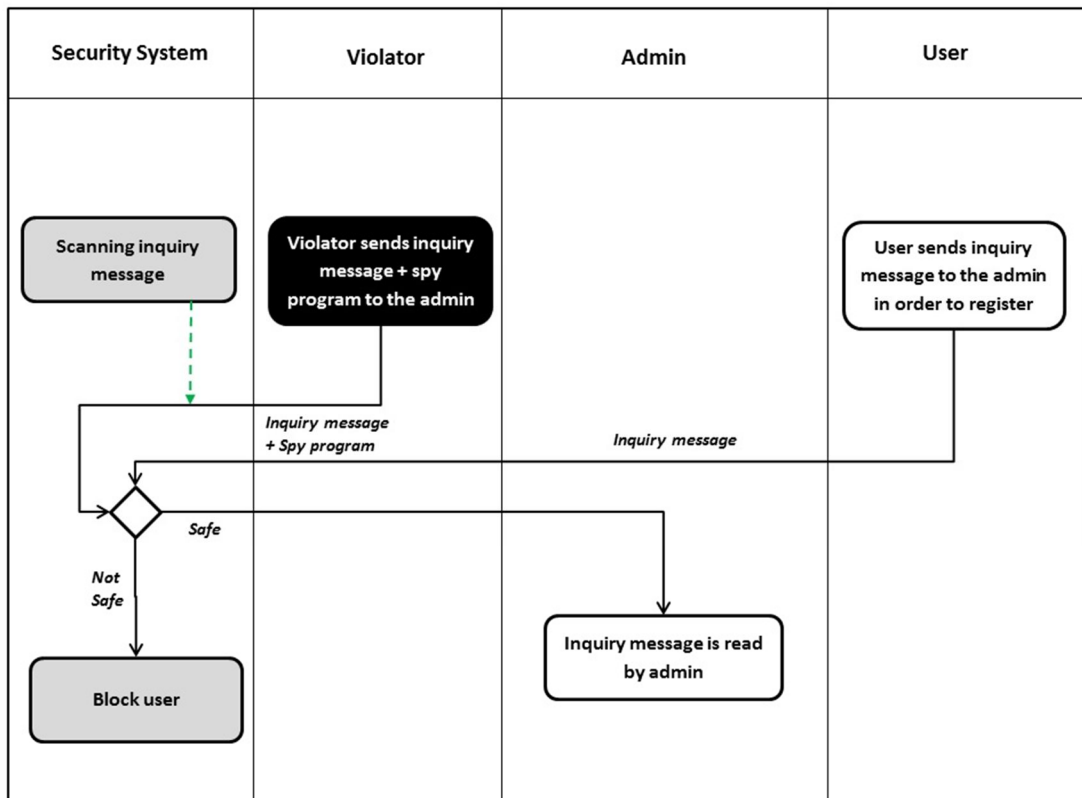 Security System
Violator
Admin
User
Scanning inquiry
message
Violator sends inquiry
message + spy
program to the admin
User sends inquiry
message to the admin
in order to register
Inquiry message
+ Spy program
Inquiry message
Safe
Not
Safe
Inquiry message is read
by admin
Block user